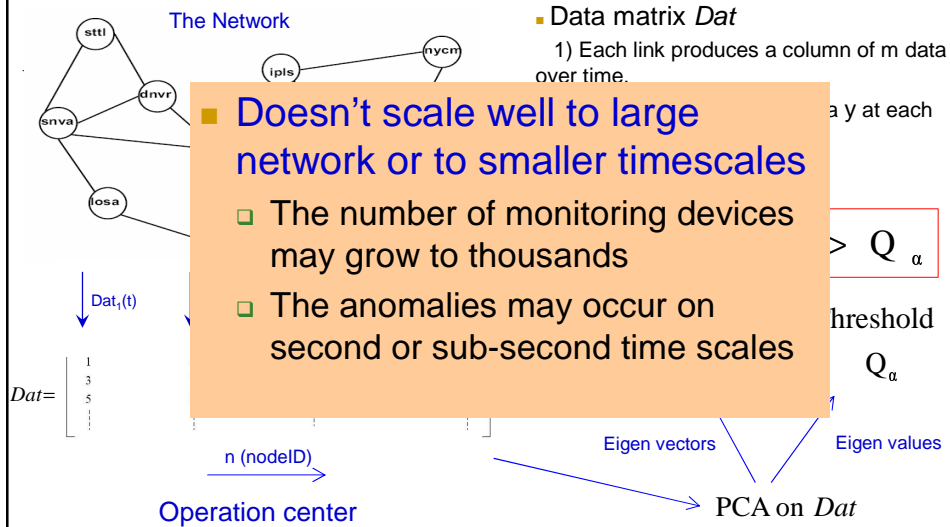 The Network
sttl
nycm
ipls
dnvr
snva
losa
Data matrix Dat
1) Each link produces a column of m data
over time.
a y at each
Doesn't scale well to large
network or to smaller timescales
The number of monitoring devices
may grow to thousands
The anomalies may occur on
second or sub-second time scales
> Q α
hreshold
Qα
Dat1(t)
Dat=
1
3
5
n (nodeID)
Operation center
Eigen vectors
Eigen values
PCA on Dat